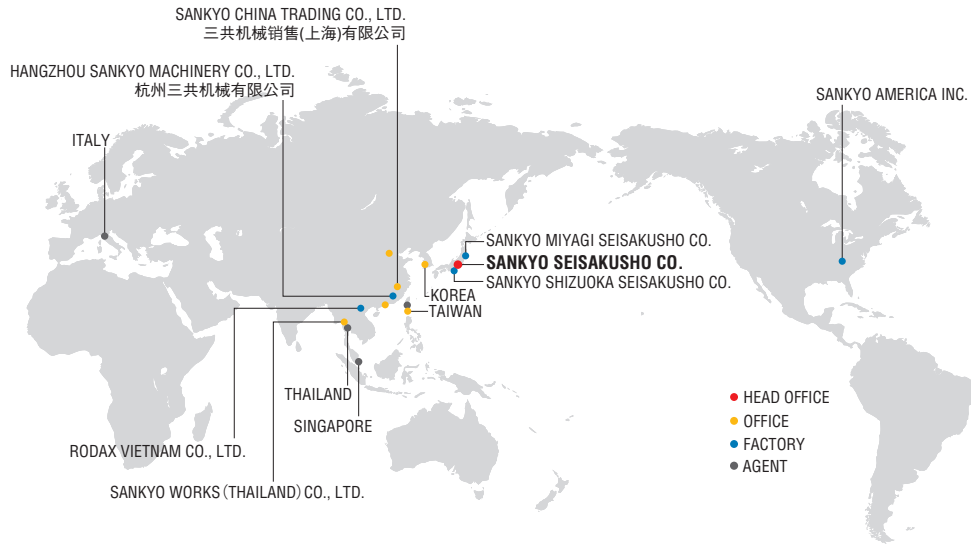 SANKYO CHINA TRADING CO., LTD.
三共机械销售(上海)有限公司
HANGZHOU SANKYO MACHINERY CO., LTD.
杭州三共机械有限公司
SANKYO AMERICA INC.
ITALY
SANKYO MIYAGI SEISAKUSHO CO.
SANKYO SEISAKUSHO CO.
SANKYO SHIZUOKA SEISAKUSHO CO.
KOREA
TAIWAN
THAILAND
SINGAPORE
RODAX VIETNAM CO., LTD.
SANKYO WORKS (THAILAND) CO., LTD.
HEAD OFFICE
OFFICE
FACTORY
AGENT